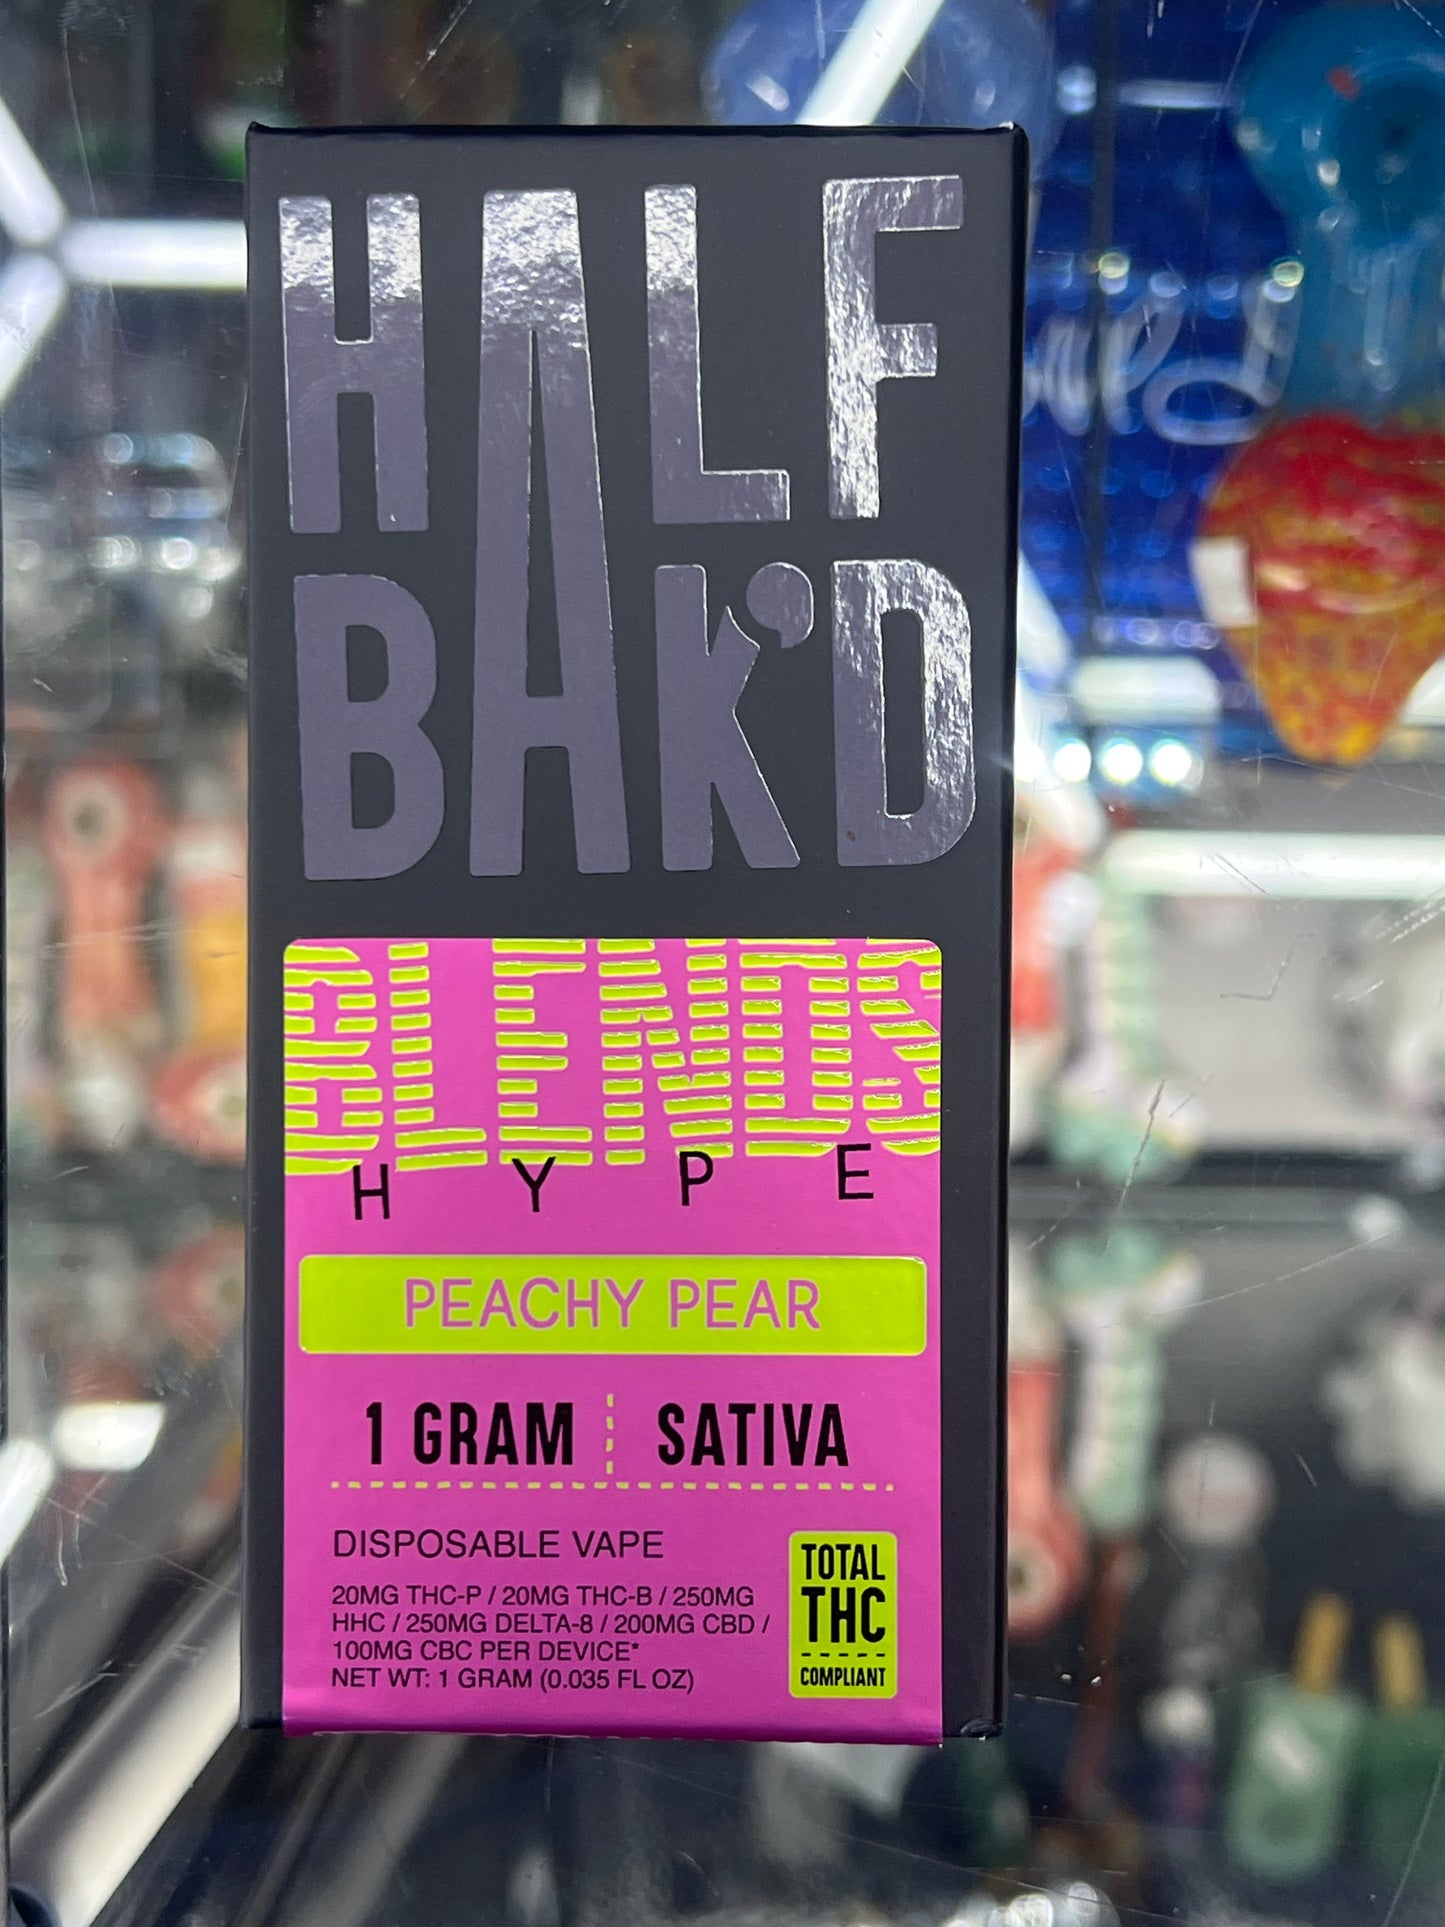 HALF
BAK'D
BLENDS
HYPE
PEACHY PEAR
1 GRAM SATIVA
DISPOSABLE VAPE
20MG THC-P / 20MG THC-B / 250MG
HHC / 250MG DELTA-8 / 200MG CBD /
100MG CBC PER DEVICE*
NET WT: 1 GRAM (0.035 FL OZ)
TOTAL
THC
COMPLIANT